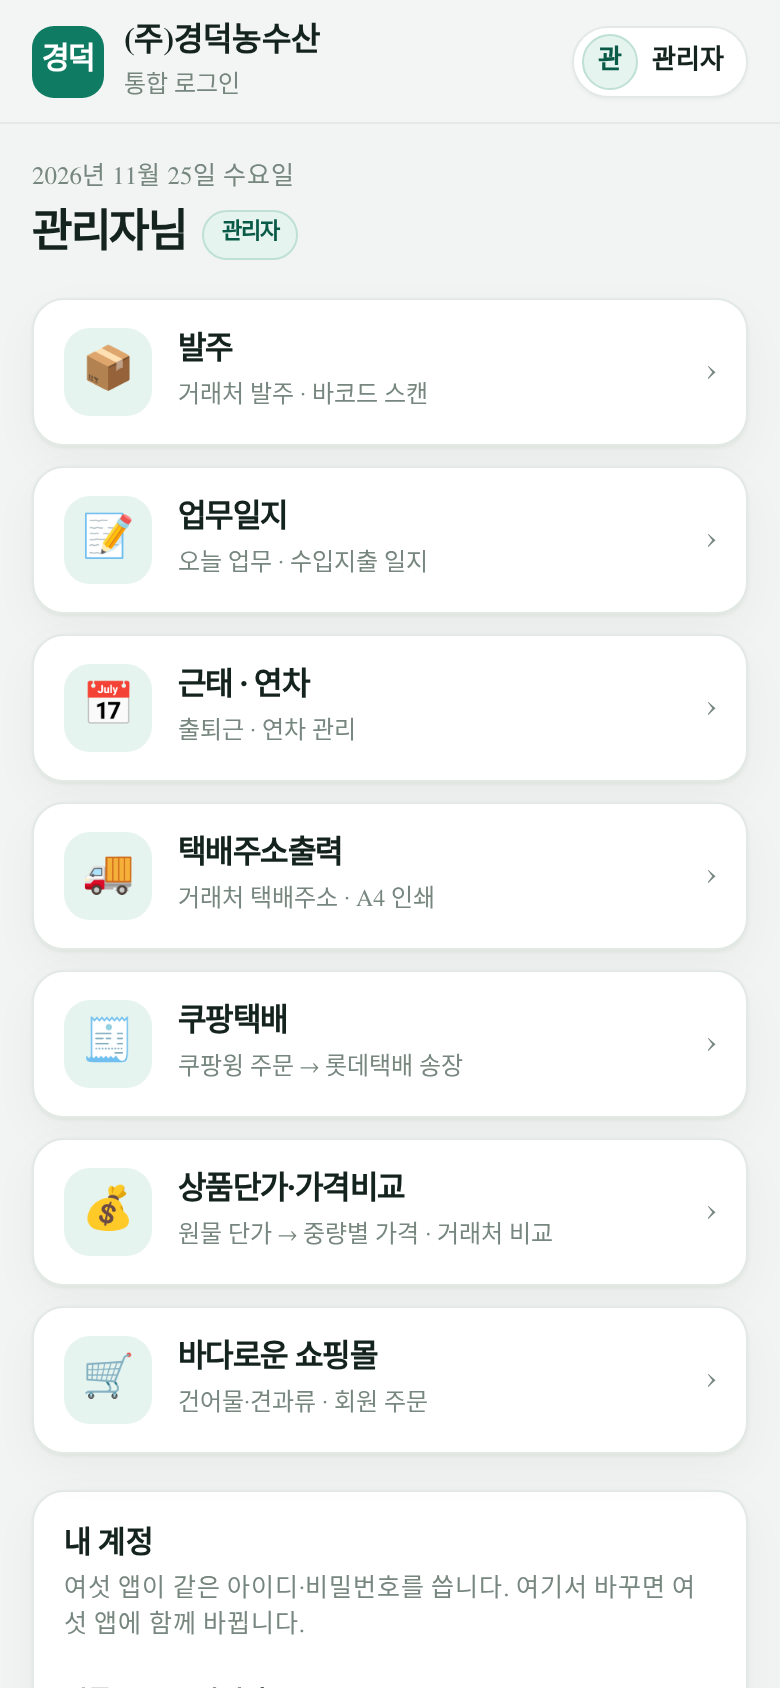 경덕
(주)경덕농수산
통합 로그인
관 관리자
2026년 11월 25일 수요일
관리자님 관리자
발주
거래처 발주 · 바코드 스캔
›
업무일지
오늘 업무 · 수입지출 일지
›
July
17
근태 · 연차
출퇴근 · 연차 관리
›
택배주소출력
거래처 택배주소 · A4 인쇄
›
쿠팡택배
쿠팡윙 주문 → 롯데택배 송장
›
상품단가·가격비교
원물 단가 → 중량별 가격 · 거래처 비교
›
바다로운 쇼핑몰
건어물·견과류 · 회원 주문
›
내 계정
여섯 앱이 같은 아이디·비밀번호를 씁니다. 여기서 바꾸면 여
섯 앱에 함께 바뀝니다.